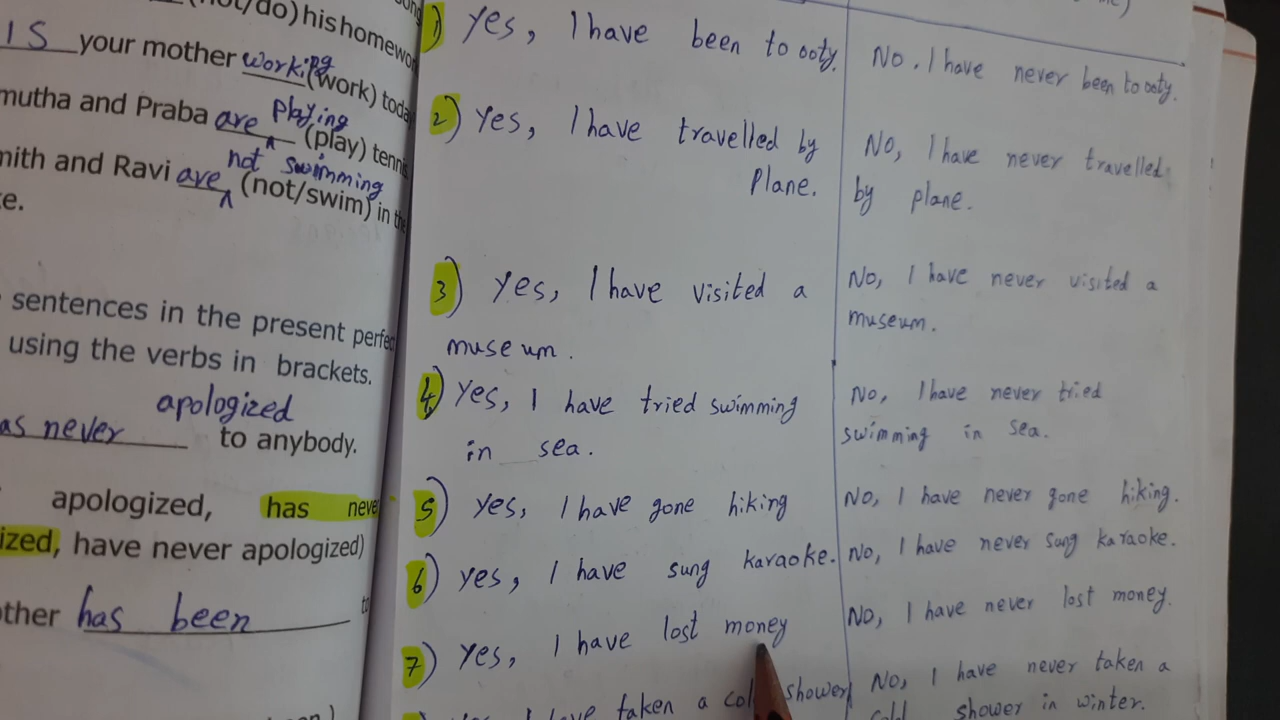 (not/do) his homewor
is your mother working (work) toda
mutha and Praba are playing (play) tennis
mith and Ravi are not swimming (not/swim) in the
e.
sentences in the present perfec
using the verbs in brackets.
as never apologized to anybody.
apologized, has never
ized, have never apologized)
other has been
1) Yes, I have been to ooty.
No. I have never been to ooty.
2) Yes, I have travelled by
Plane.
No, I have never travelled
by plane.
3) Yes, I have visited a
museum.
No, I have never visited a
museum.
4) Yes, I have tried swimming
in sea.
No, I have never tried
swimming in sea.
5) Yes, I have gone hiking
No, I have never gone hiking.
6) Yes, I have sung karaoke.
No, I have never sung karaoke.
7) Yes, I have lost money
No, I have never lost money.
taken a shower
No, I have never taken a
cold shower in winter.